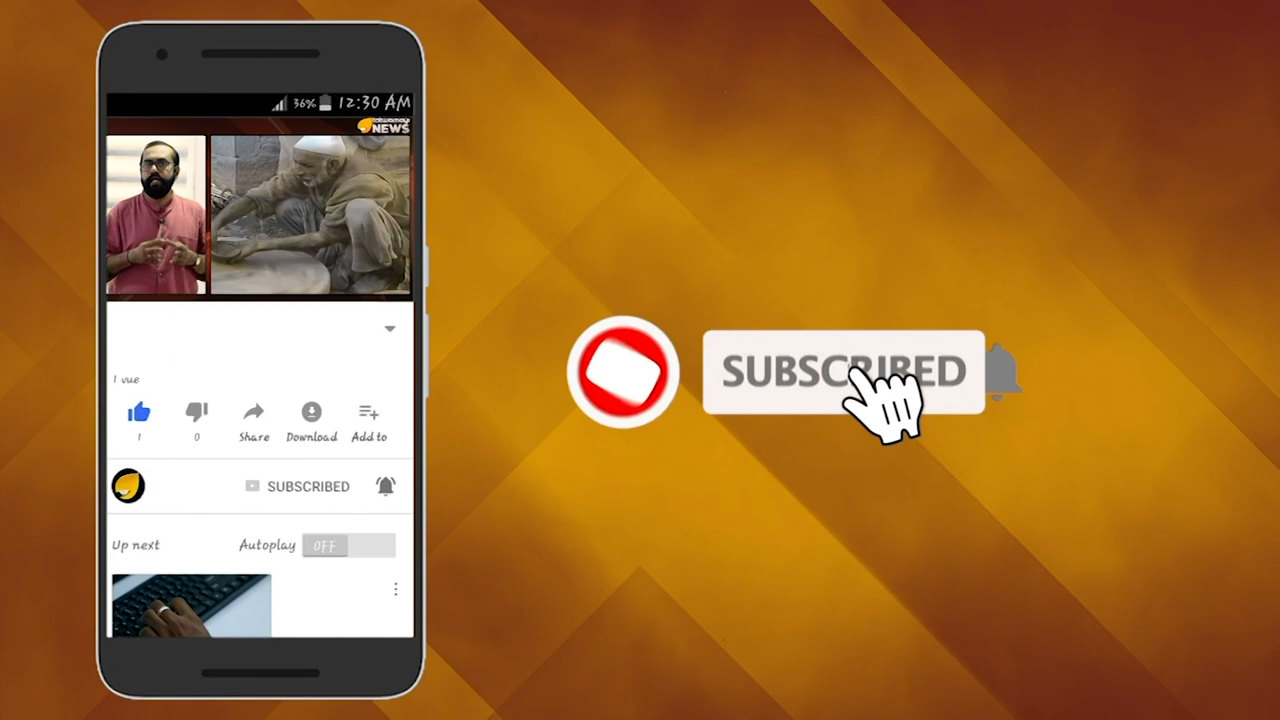 36% 12:30 AM
NEWS
1 vue
1
0
Share
Download
Add to
SUBSCRIBED
Up next
Autoplay
OFF
SUBSCRIBED